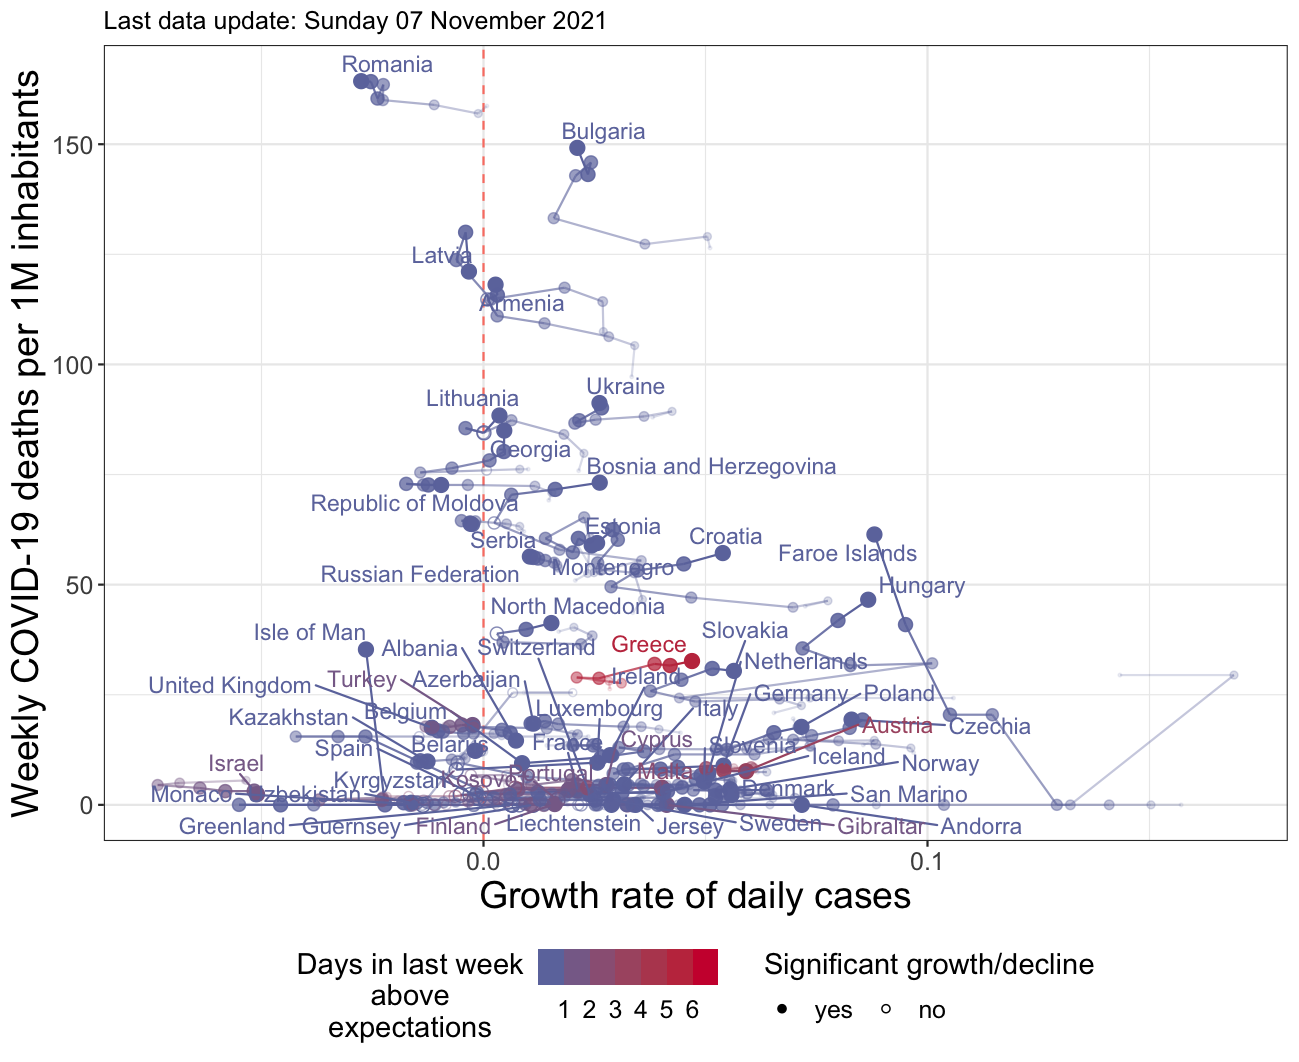 Last data update: Sunday 07 November 2021
Weekly COVID-19 deaths per 1M inhabitants
150
100
50
0
Romania
Bulgaria
Latvia
Armenia
Ukraine
Lithuania
Georgia
Bosnia and Herzegovina
Republic of Moldova
Estonia
Serbia
Croatia
Faroe Islands
Montenegro
Russian Federation
Hungary
North Macedonia
Isle of Man
Slovakia
Albania
Switzerland
Greece
Netherlands
United Kingdom
Turkey
Azerbaijan
Ireland
Germany
Poland
Kazakhstan
Belgium
Luxembourg
Italy
Austria
Czechia
Spain
Belarus
France
Cyprus
Slovenia
Iceland
Israel
Norway
Kyrgyzstan
Kosovo
Portugal
Malta
Monaco
Uzbekistan
Denmark
San Marino
Greenland
Guernsey
Finland
Liechtenstein
Jersey
Sweden
Gibraltar
Andorra
0.0
0.1
Growth rate of daily cases
Days in last week
above
expectations
1 2 3 4 5 6
Significant growth/decline
yes
no